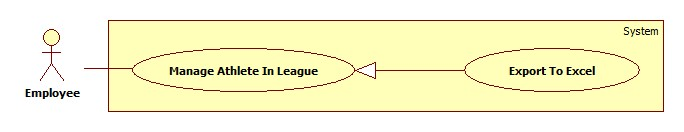 System
Manage Athlete In League
Export To Excel
Employee